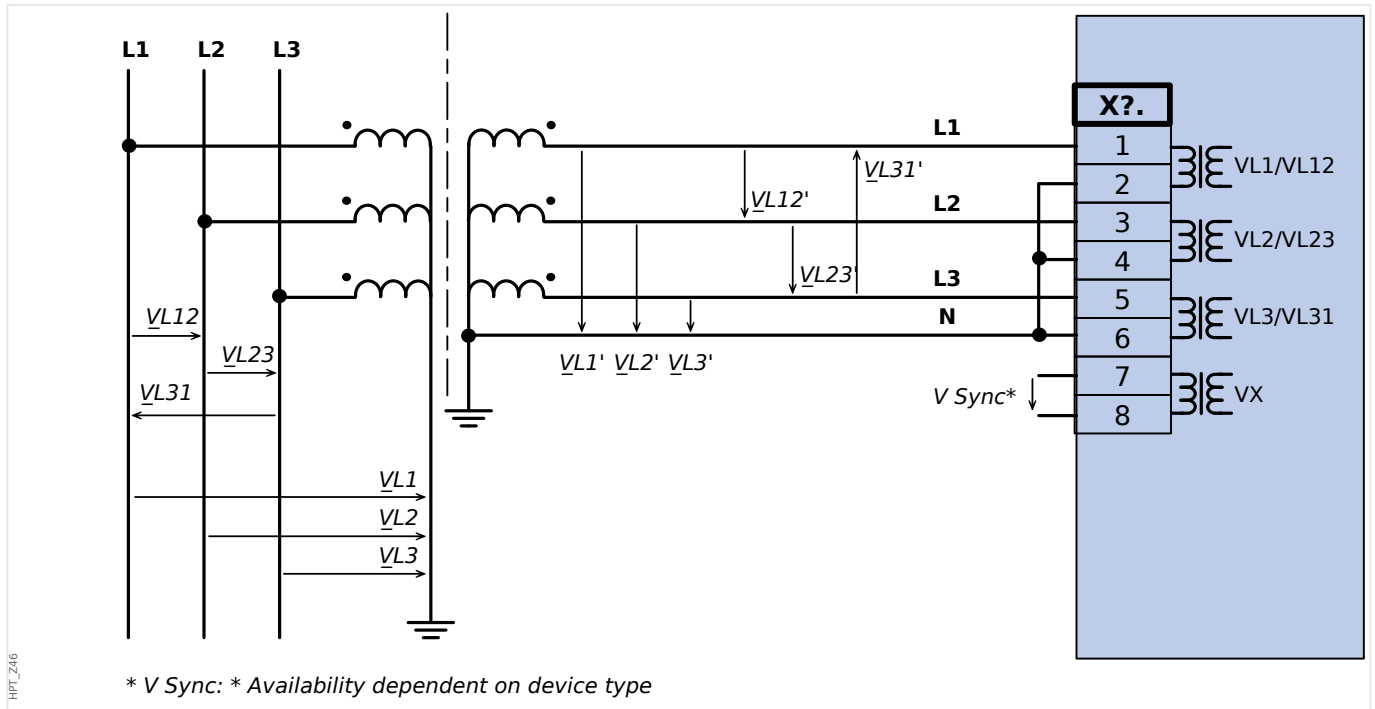 L1 L2 L3
X?.
L1
1
VL1/VL12
VL31'
2
VL12'
L2
3
VL2/VL23
4
VL23'
L3
5
VL12
N
VL3/VL31
6
VL23
VL1' VL2' VL3'
7
VL31
V Sync*
VX
8
VL1
VL2
VL3
HPT_Z46
* V Sync: * Availability dependent on device type